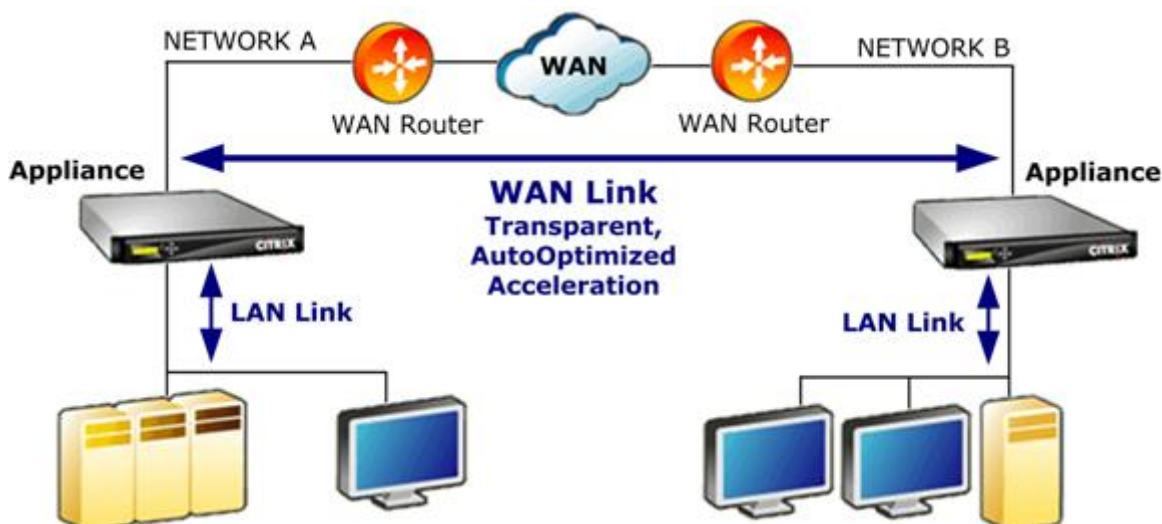 NETWORK A
WAN
NETWORK B
WAN Router
WAN Router
Appliance
Appliance
WAN Link
Transparent,
AutoOptimized
Acceleration
CITRIX
CITRIX
LAN Link
LAN Link